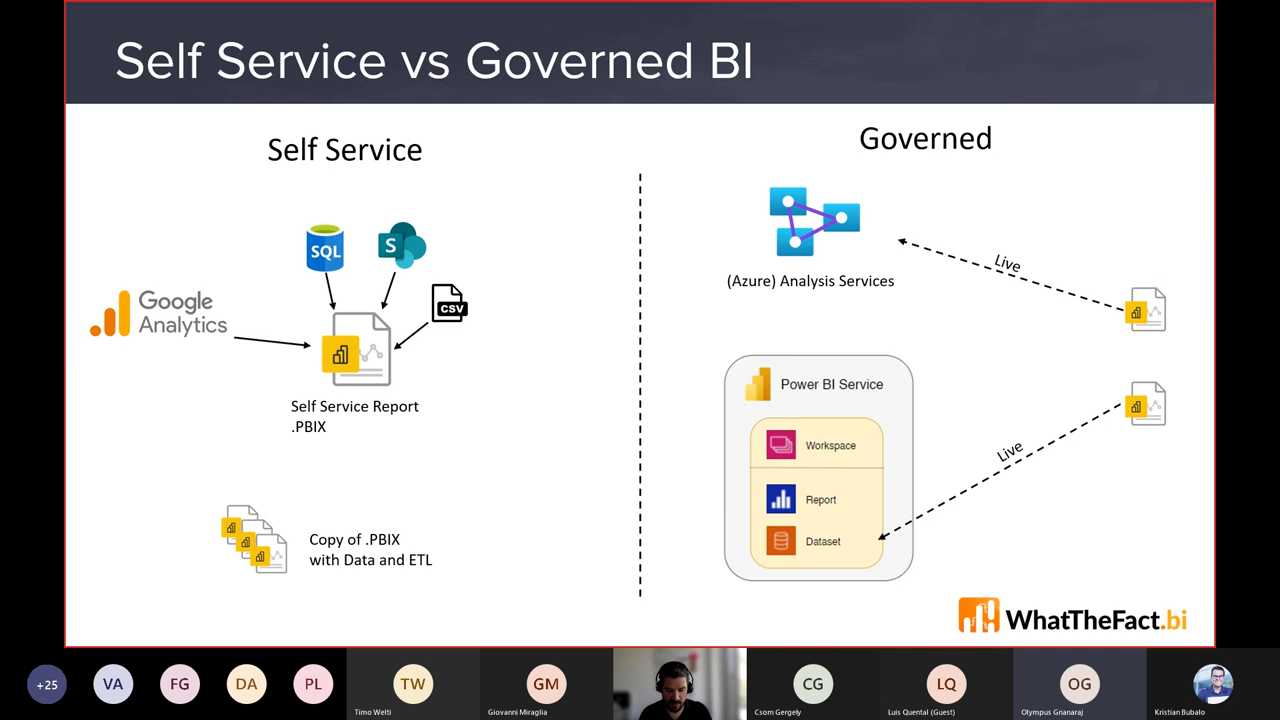 Self Service vs Governed BI
Self Service
Governed
SQL
S
CSV
Google
Analytics
Self Service Report
.PBIX
Copy of .PBIX
with Data and ETL
(Azure) Analysis Services
Live
Power BI Service
Workspace
Report
Dataset
Live
WhatTheFact.bi
+25
VA
FG
DA
PL
TW
Timo Welti
GM
Giovanni Miraglia
CG
Csom Gergely
LQ
Luis Quental (Guest)
OG
Olympus Gnanaraj
Kristian Bubalo